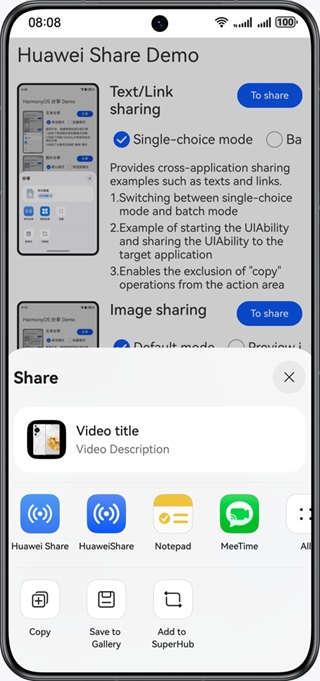 08:08
100
Huawei Share Demo
Text/Link
sharing
To share
Single-choice mode
Ba
Provides cross-application sharing
examples such as texts and links.
1.Switching between single-choice
mode and batch mode
2.Example of starting the UIAbility
and sharing the UIAbility to the
target application
3.Enables the exclusion of "copy"
operations from the action area
Image sharing
To share
Default mode
Preview i
Share
Video title
Video Description
Huawei Share
HuaweiShare
Notepad
MeeTime
All
Copy
Save to
Gallery
Add to
SuperHub